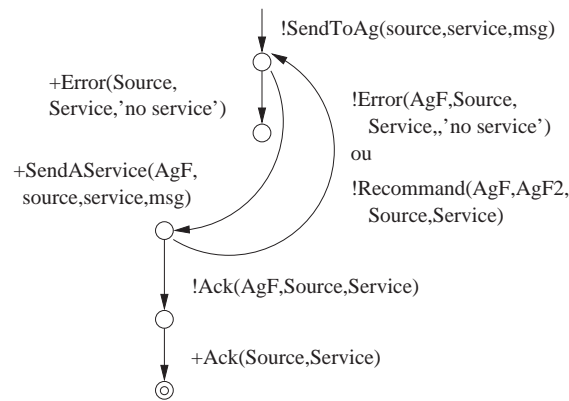 !SendToAg(source,service,msg)
+Error(Source,
Service,'no service')
!Error(AgF,Source,
Service,,'no service')
ou
!Recommand(AgF,AgF2,
Source,Service)
+SendAService(AgF,
source,service,msg)
!Ack(AgF,Source,Service)
+Ack(Source,Service)